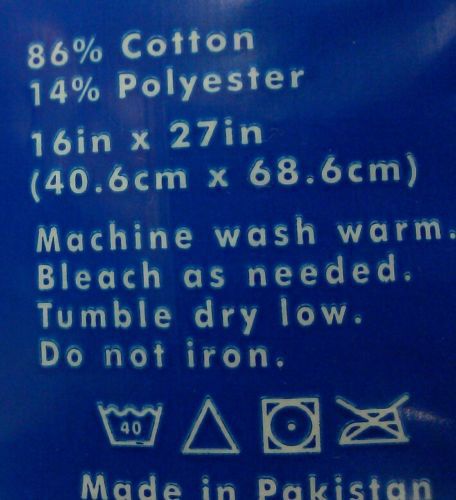 86% Cotton
14% Polyester
16in x 27in
(40.6cm x 68.6cm)
Machine wash warm.
Bleach as needed.
Tumble dry low.
Do not iron.
40
Made in Pakistan